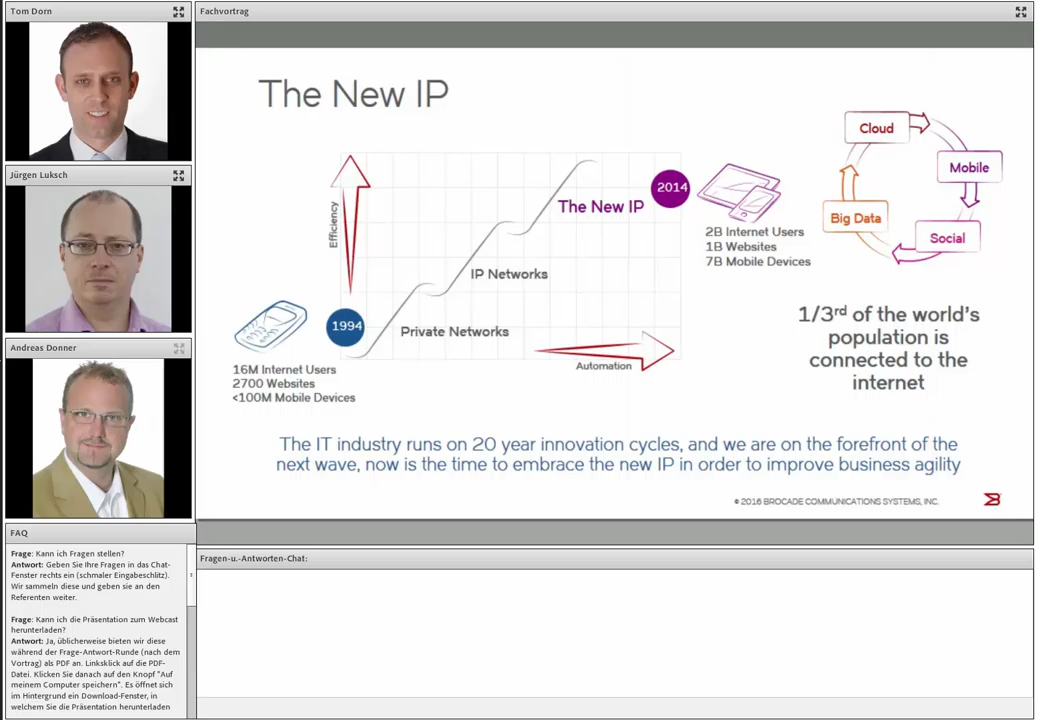 Tom Dorn
Jürgen Luksch
Andreas Donner
FAQ
Frage: Kann ich Fragen stellen?
Antwort: Geben Sie Ihre Fragen in das Chat-
Fenster rechts ein (schmaler Eingabeschlitz).
Wir sammeln diese und geben sie an den
Referenten weiter.
Frage: Kann ich die Präsentation zum Webcast
herunterladen?
Antwort: Ja, üblicherweise bieten wir diese
während der Frage-Antwort-Runde (nach dem
Vortrag) als PDF an. Linksklick auf die PDF-
Datei. Klicken Sie danach auf den Knopf "Auf
meinem Computer speichern". Es öffnet sich
im Hintergrund ein Download-Fenster, in
welchem Sie die Präsentation herunterladen
Fachvortrag
The New IP
Efficiency
1994
16M Internet Users
2700 Websites
<100M Mobile Devices
Private Networks
IP Networks
The New IP
Automation
2014
2B Internet Users
1B Websites
7B Mobile Devices
Cloud
Mobile
Social
Big Data
1/3rd of the world's
population is
connected to the
internet
The IT industry runs on 20 year innovation cycles, and we are on the forefront of the
next wave, now is the time to embrace the new IP in order to improve business agility
© 2016 BROCADE COMMUNICATIONS SYSTEMS, INC.
Fragen-u.-Antworten-Chat: